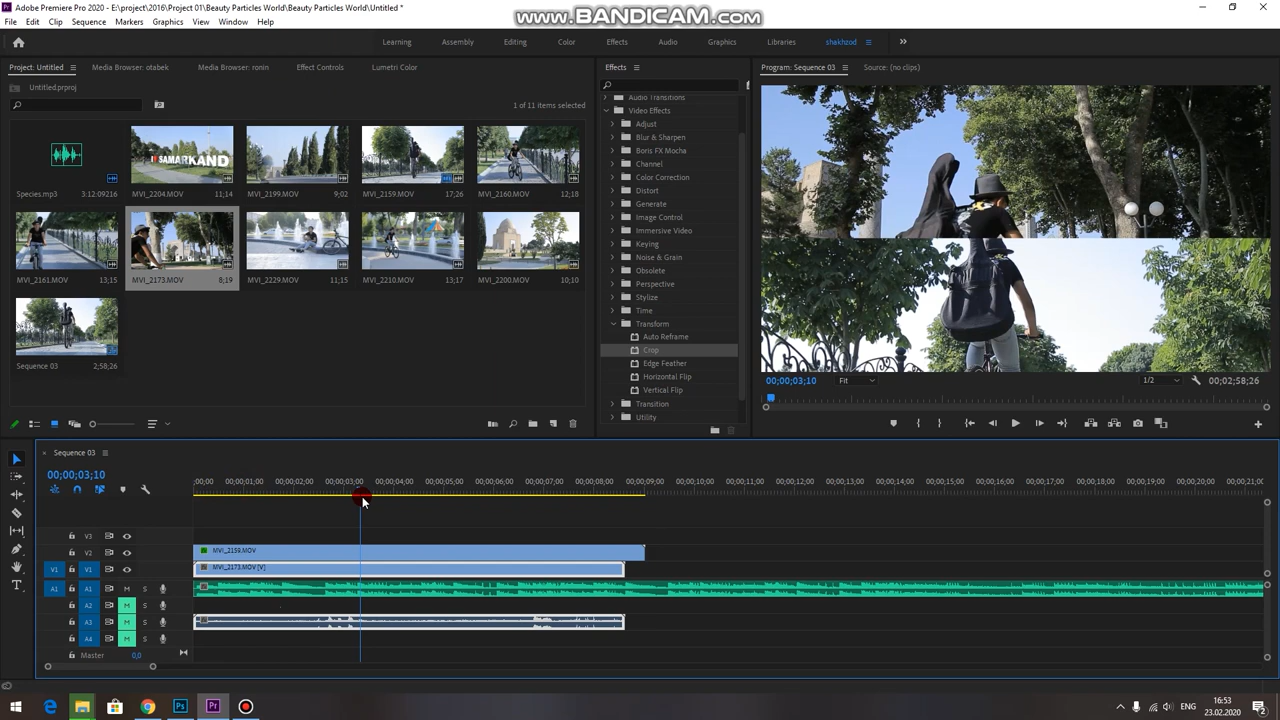 Adobe Premiere Pro 2020 - E:\project\2016\Project 01\Beauty Particles World\Beauty Particles World\Untitled *
www.BANDICAM.com
File Edit Clip Sequence Markers Graphics View Window Help
Learning Assembly Editing Color Effects Audio Graphics Libraries shakhzod
Project: Untitled Media Browser: otabek Media Browser: ronin Effect Controls Lumetri Color
Untitled.prproj
1 of 11 items selected
I SAMARKAND
Species.mp3 3:12:09216 MVI_2204.MOV 11;14 MVI_2199.MOV 9;02 MVI_2159.MOV 17;26 MVI_2160.MOV 12;18
MVI_2161.MOV 13;15 MVI_2173.MOV 8;19 MVI_2229.MOV 11;15 MVI_2210.MOV 13;17 MVI_2200.MOV 10;10
Sequence 03 2;58;26
Effects
Audio Transitions
Video Effects
Adjust
Blur & Sharpen
Boris FX Mocha
Channel
Color Correction
Distort
Generate
Image Control
Immersive Video
Keying
Noise & Grain
Obsolete
Perspective
Stylize
Time
Transform
Auto Reframe
Crop
Edge Feather
Horizontal Flip
Vertical Flip
Transition
Utility
Program: Sequence 03 Source: (no clips)
00;00;03;10 Fit 1/2 00;02;58;26
Sequence 03
00;00;03;10
;00;00 00;00;01;00 00;00;02;00 00;00;03;00 00;00;04;00 00;00;05;00 00;00;06;00 00;00;07;00 00;00;08;00 00;00;09;00 00;00;10;00 00;00;11;00 00;00;12;00 00;00;13;00 00;00;14;00 00;00;15;00 00;00;16;00 00;00;17;00 00;00;18;00 00;00;19;00 00;00;20;00 00;00;21;00
V3
V2 MVI_2159.MOV
V1 V1 MVI_2173.MOV [V]
A1 A1 M S
A2 M S
A3 M S
A4 M S
Master 0,0
Ps Pr
ENG
16:53
23.02.2020
2